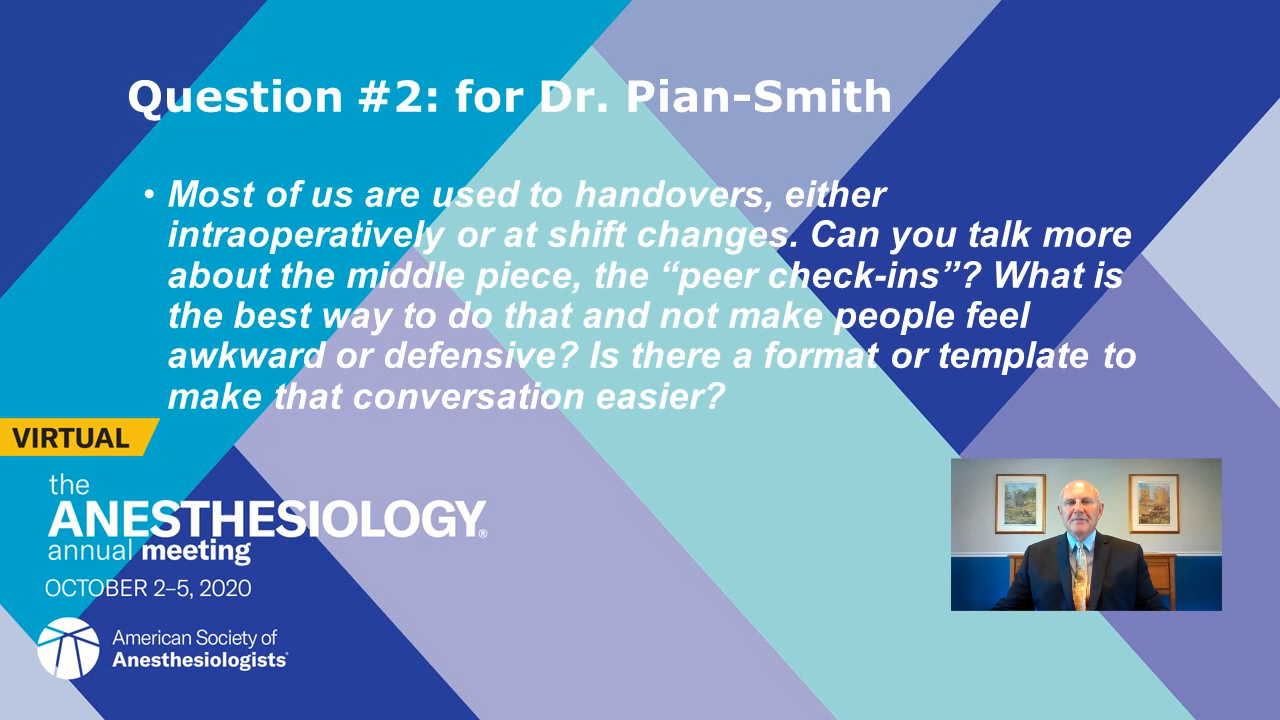 Question #2: for Dr. Pian-Smith
• Most of us are used to handovers, either
intraoperatively or at shift changes. Can you talk more
about the middle piece, the “peer check-ins”? What is
the best way to do that and not make people feel
awkward or defensive? Is there a format or template to
make that conversation easier?
VIRTUAL
the
ANESTHESIOLOGY®
annual meeting
OCTOBER 2–5, 2020
American Society of
Anesthesiologists®